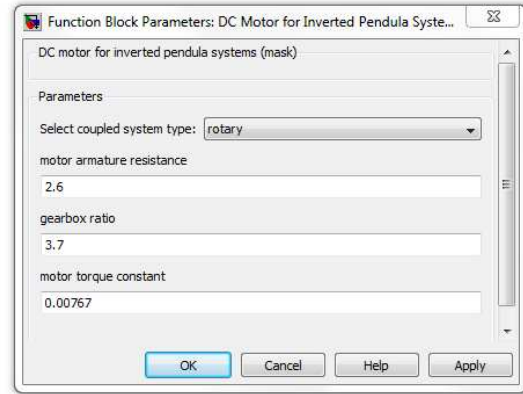 Function Block Parameters: DC Motor for Inverted Pendula Syste...
DC motor for inverted pendula systems (mask)
Parameters
Select coupled system type: rotary
motor armature resistance
2.6
gearbox ratio
3.7
motor torque constant
0.00767
OK Cancel Help Apply